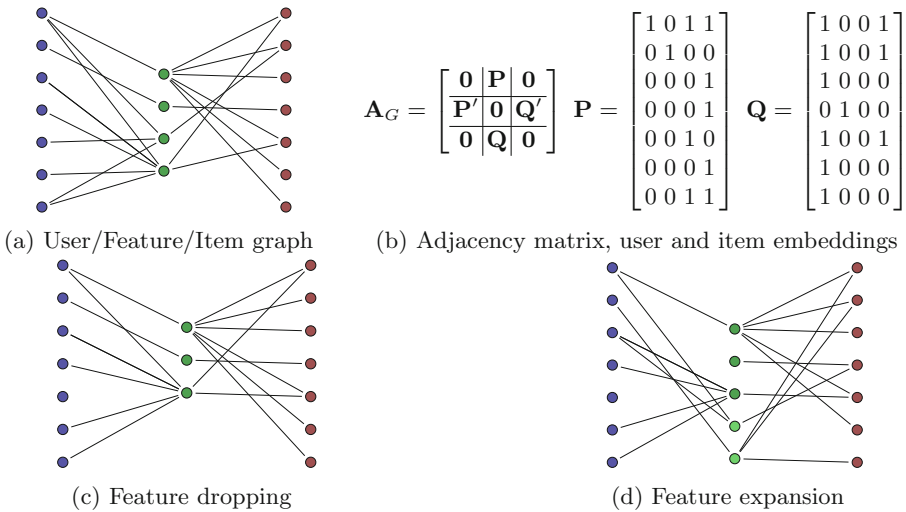 (a) User/Feature/Item graph
A_G = [0 | P | 0
P′ | 0 | Q′
0 | Q | 0]
P = [1 0 1 1
0 1 0 0
0 0 0 1
0 0 0 1
0 0 1 0
0 0 0 1
0 0 1 1]
Q = [1 0 0 1
1 0 0 1
1 0 0 0
0 1 0 0
1 0 0 1
1 0 0 0
1 0 0 0]
(b) Adjacency matrix, user and item embeddings
(c) Feature dropping
(d) Feature expansion